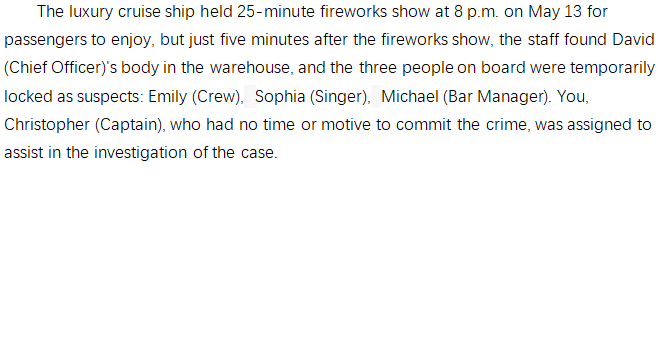 The luxury cruise ship held 25-minute fireworks show at 8 p.m. on May 13 for
passengers to enjoy, but just five minutes after the fireworks show, the staff found David
(Chief Officer)'s body in the warehouse, and the three people on board were temporarily
locked as suspects: Emily (Crew),  Sophia (Singer),  Michael (Bar Manager). You,
Christopher (Captain), who had no time or motive to commit the crime, was assigned to
assist in the investigation of the case.